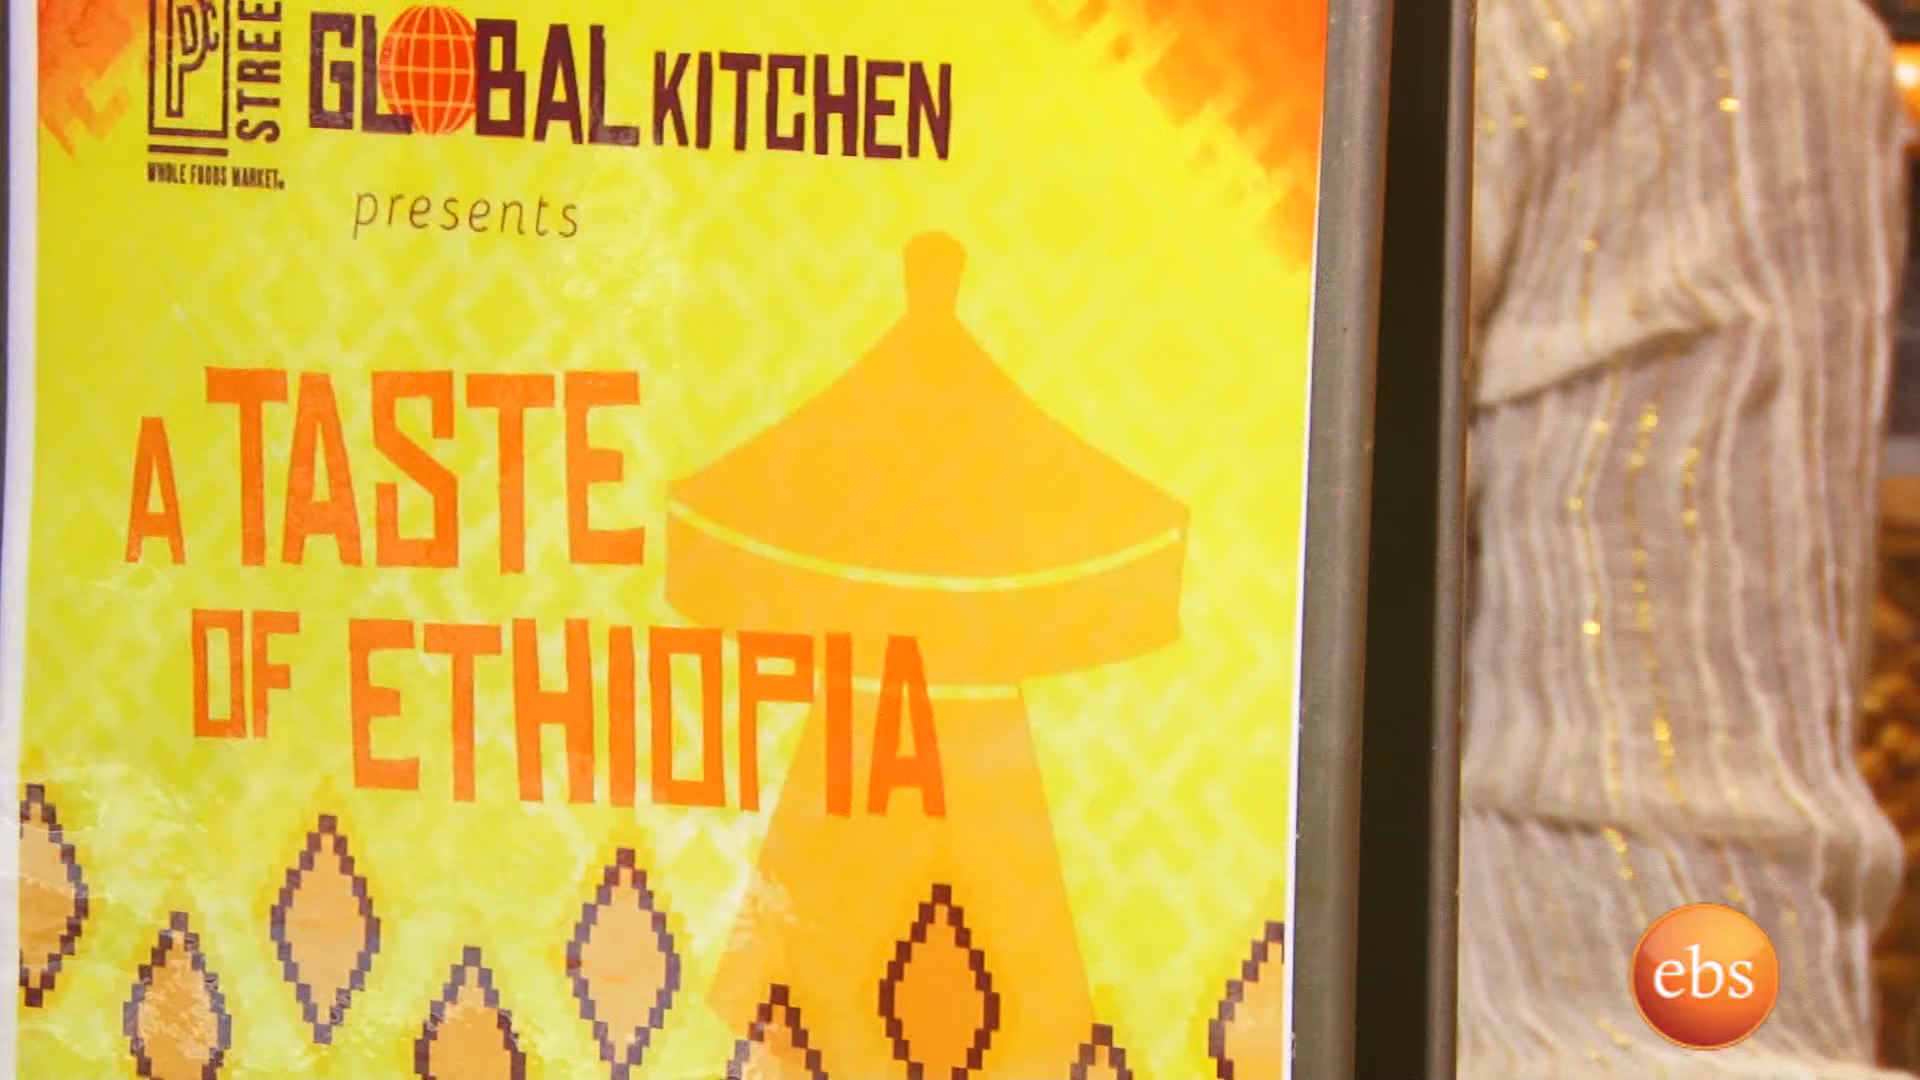 P DC STREE
WHOLE FOODS MARKET
GLOBAL KITCHEN
presents
A TASTE
OF ETHIOPIA
ebs